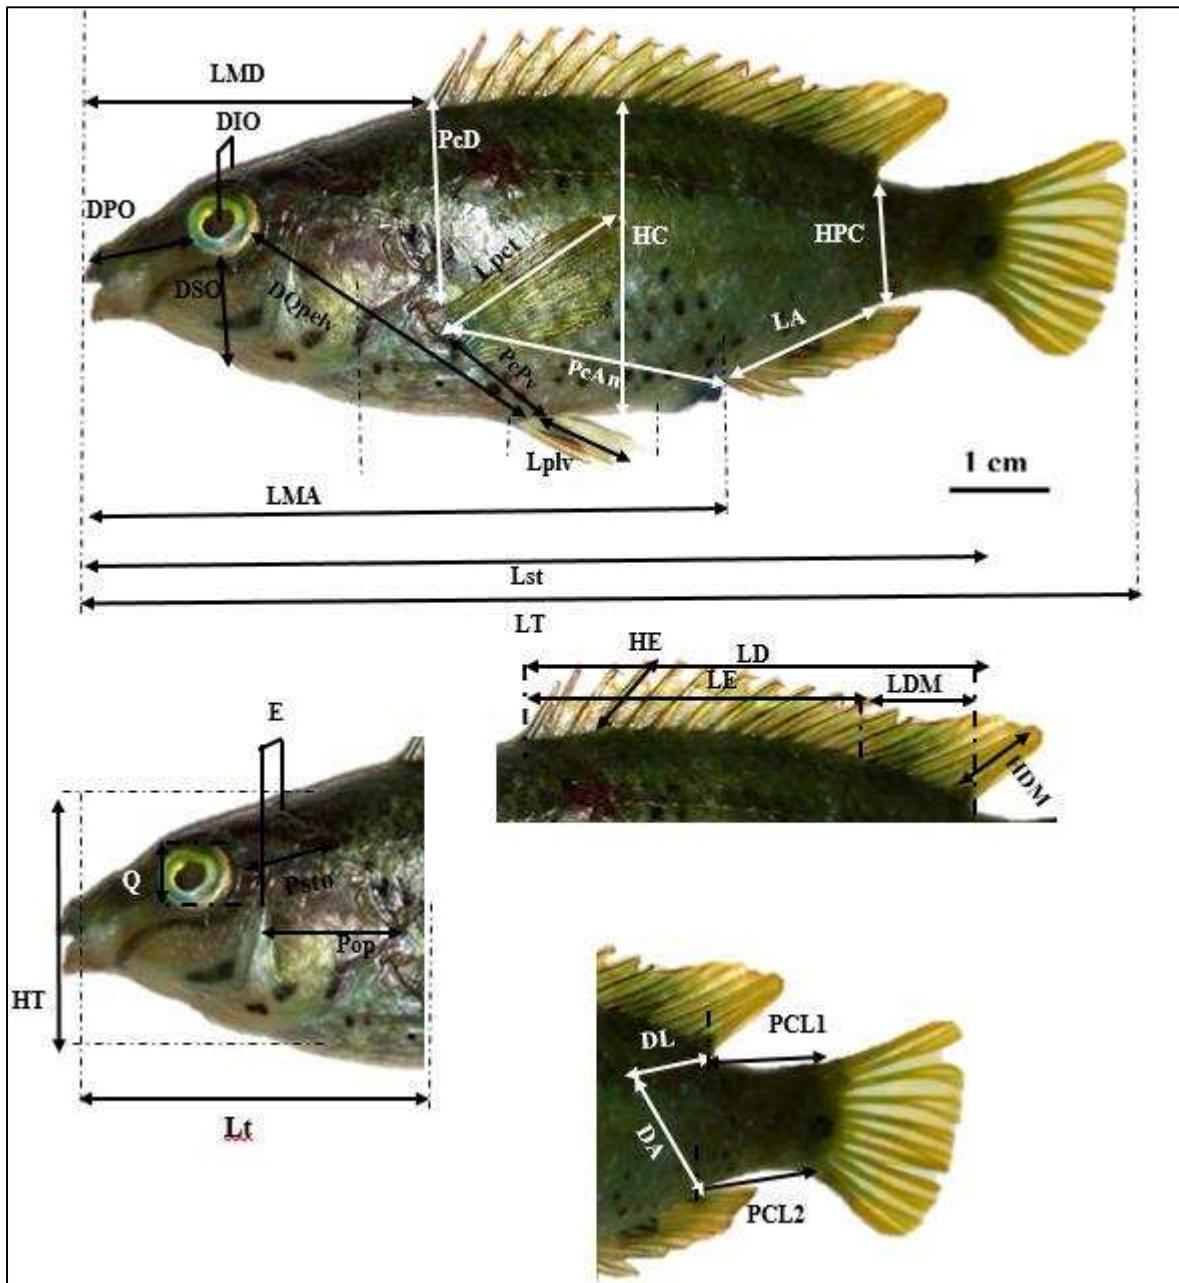 LMD
DIO
PcD
DPO
HC
HPC
Lpct
DSO
DQpelv
LA
PcPv
PcAn
Lplv
1 cm
LMA
Lst
LT
HE
LD
LE
LDM
E
HDM
Q
Psto
Pop
HT
PCL1
DL
Lt
DA
PCL2